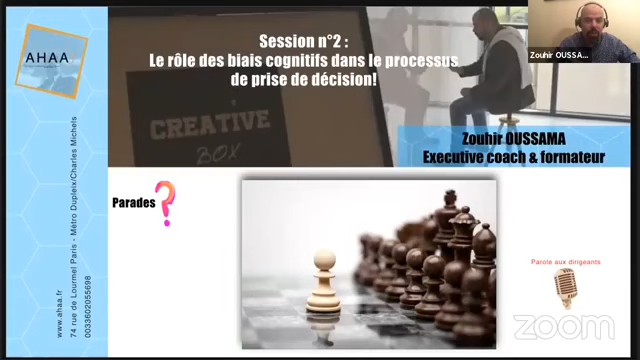 AHAA
Session n°2 :
Le rôle des biais cognitifs dans le processus
de prise de décision!
CREATIVE
BOX
Zouhir OUSSAMA
Executive coach & formateur
Zouhir OUSSA...
Parades?
Parole aux dirigeants
zoom
www.ahaa.fr
74 rue de Lourmel Paris - Métro Dupleix/Charles Michels
0033602055698